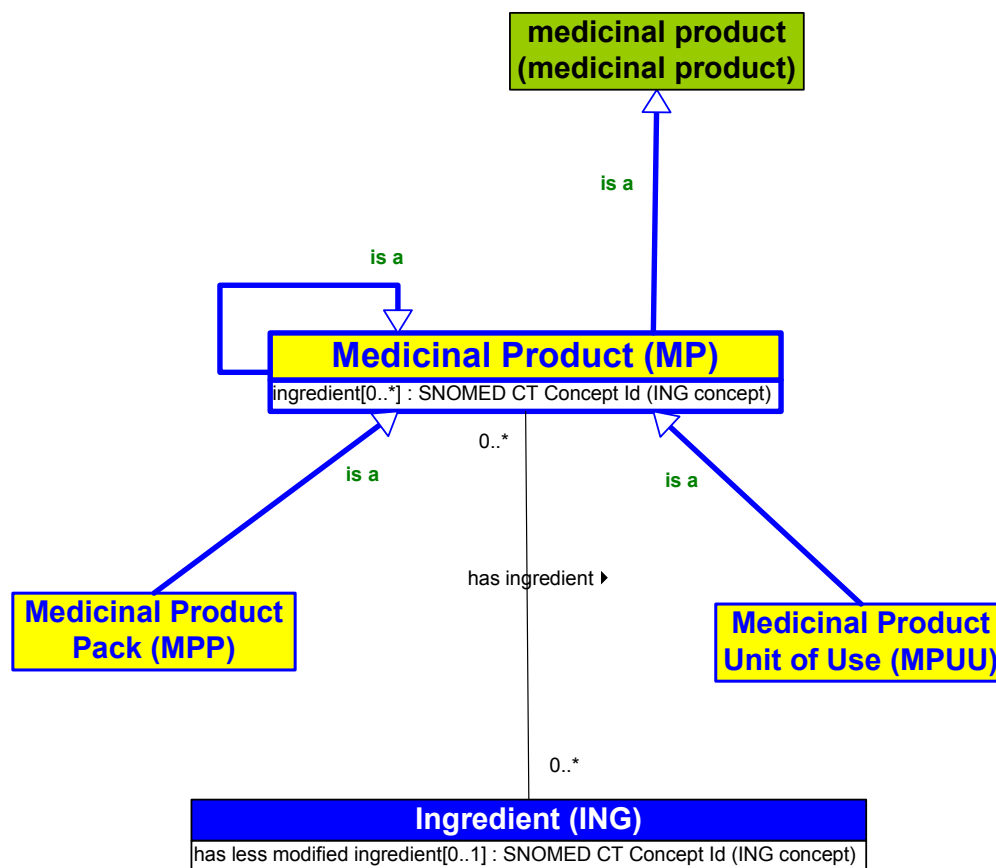 medicinal product
(medicinal product)
is a
is a
Medicinal Product (MP)
ingredient[0..*] : SNOMED CT Concept Id (ING concept)
0..*
is a
is a
has ingredient
Medicinal Product
Pack (MPP)
Medicinal Product
Unit of Use (MPUU)
0..*
Ingredient (ING)
has less modified ingredient[0..1] : SNOMED CT Concept Id (ING concept)